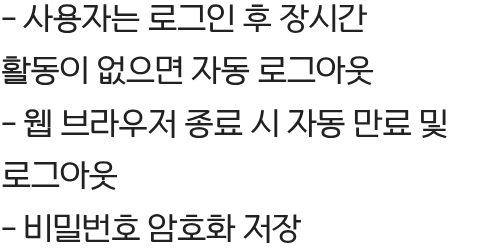 - 사용자는 로그인 후 장시간
활동이 없으면 자동 로그아웃
- 웹 브라우저 종료 시 자동 만료 및
로그아웃
- 비밀번호 암호화 저장